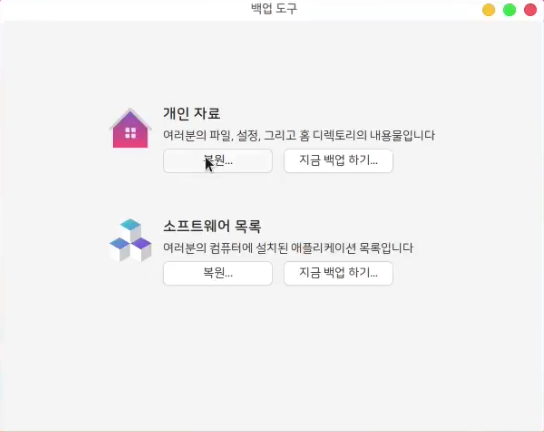 백업 도구
개인 자료
여러분의 파일, 설정, 그리고 홈 디렉토리의 내용물입니다
복원... 지금 백업 하기...
소프트웨어 목록
여러분의 컴퓨터에 설치된 애플리케이션 목록입니다
복원... 지금 백업 하기...